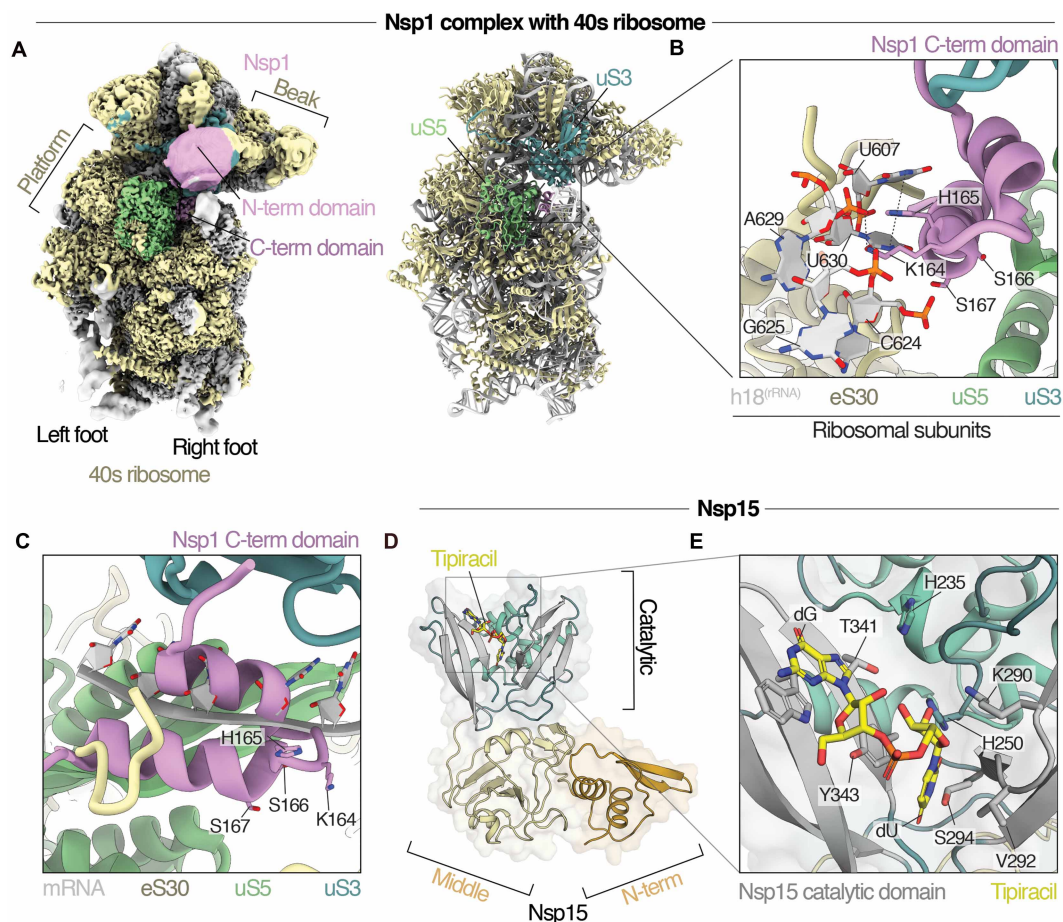 Nsp1 complex with 40s ribosome
A
Nsp1
Beak
Platform
N-term domain
C-term domain
Left foot
Right foot
40s ribosome
uS3
uS5
B
Nsp1 C-term domain
U607
H165
A629
U630
K164
S166
S167
G625
C624
h18(rRNA) eS30 uS5 uS3
Ribosomal subunits
Nsp15
C
Nsp1 C-term domain
H165
S166
S167
K164
mRNA eS30 uS5 uS3
D
Tipiracil
Catalytic
Middle
N-term
Nsp15
E
H235
dG
T341
K290
H250
Y343
dU
S294
V292
Nsp15 catalytic domain Tipiracil